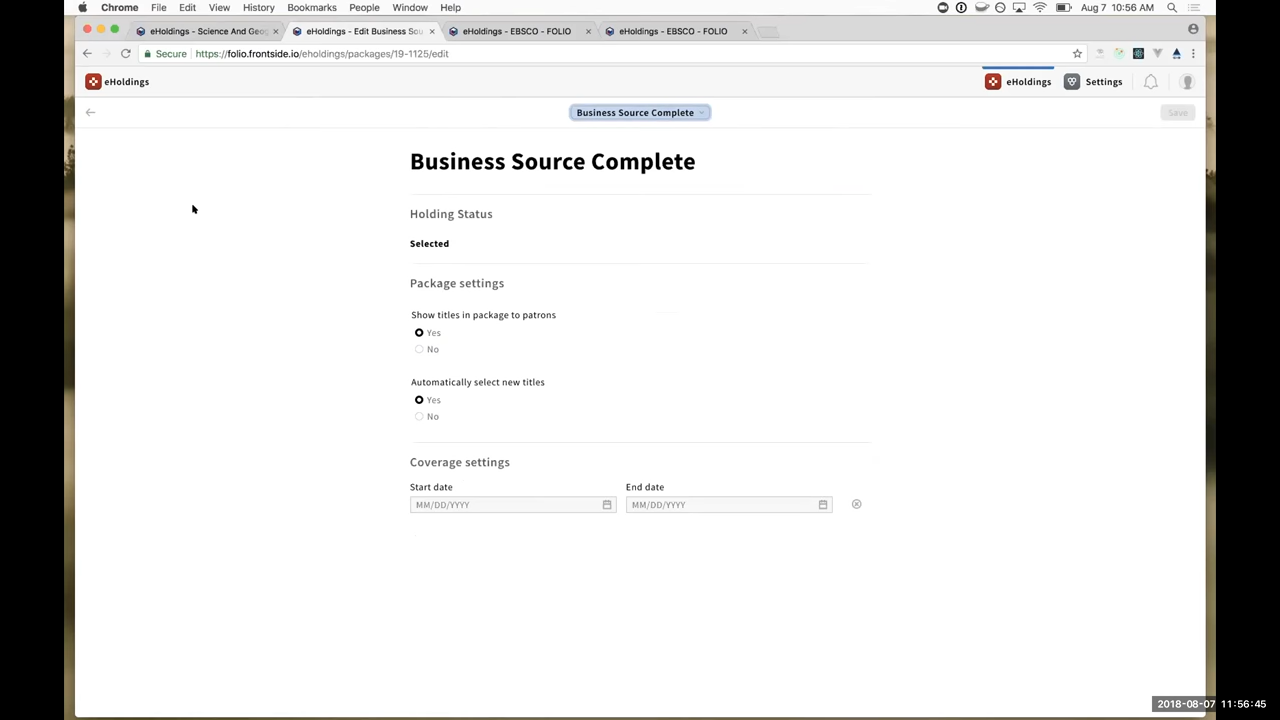 Chrome File Edit View History Bookmarks People Window Help Aug 7 10:56 AM
eHoldings - Science And Geog
eHoldings - Edit Business Sou
eHoldings - EBSCO - FOLIO
eHoldings - EBSCO - FOLIO
Secure https://folio.frontside.io/eholdings/packages/19-1125/edit
eHoldings eHoldings Settings
Business Source Complete Save
Business Source Complete
Holding Status
Selected
Package settings
Show titles in package to patrons
Yes
No
Automatically select new titles
Yes
No
Coverage settings
Start date End date
MM/DD/YYYY MM/DD/YYYY
2018-08-07 11:56:45